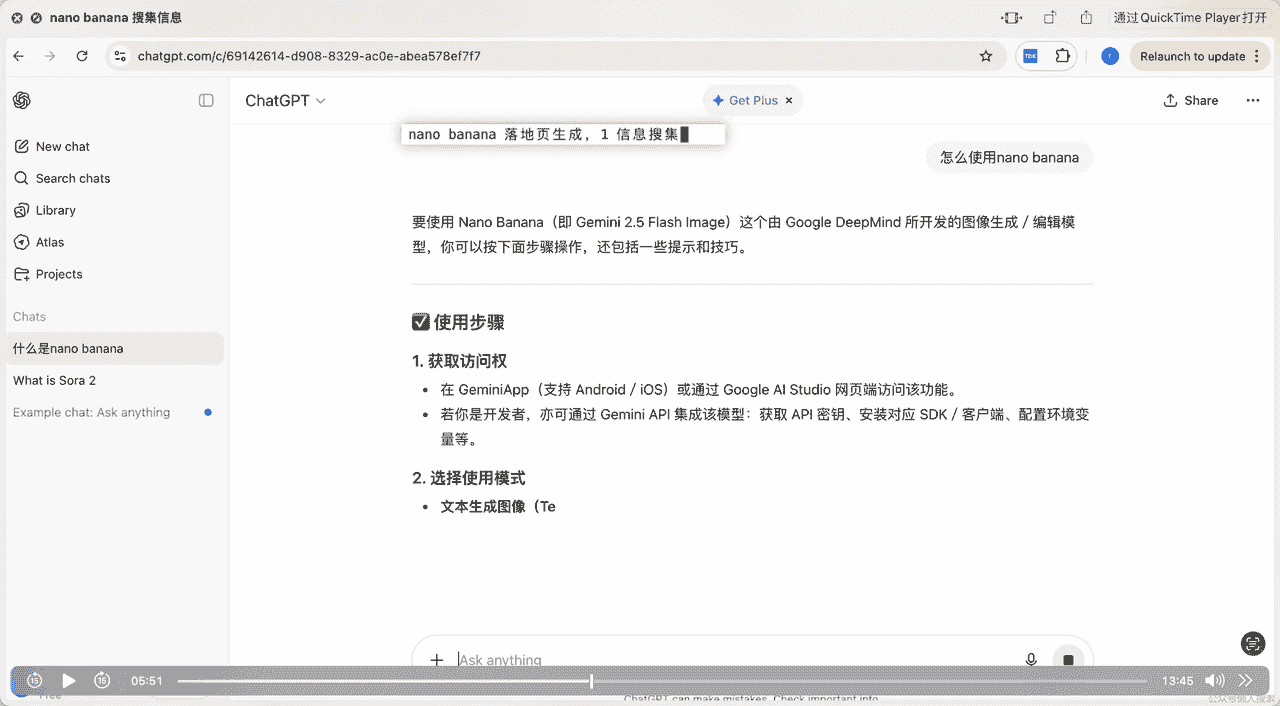 nano banana 搜集信息
通过 QuickTime Player 打开
chatgpt.com/c/69142614-d908-8329-ac0e-abea578ef7f7
Relaunch to update
ChatGPT
Get Plus
Share
nano banana 落地页生成，1 信息搜集
New chat
Search chats
Library
Atlas
Projects
Chats
什么是nano banana
What is Sora 2
Example chat: Ask anything
怎么使用nano banana
要使用 Nano Banana（即 Gemini 2.5 Flash Image）这个由 Google DeepMind 所开发的图像生成 / 编辑模
型，你可以按下面步骤操作，还包括一些提示和技巧。
使用步骤
1. 获取访问权
在 GeminiApp（支持 Android / iOS）或通过 Google AI Studio 网页端访问该功能。
若你是开发者，亦可通过 Gemini API 集成该模型：获取 API 密钥、安装对应 SDK / 客户端、配置环境变
量等。
2. 选择使用模式
文本生成图像（Te
Ask anything
15
15
05:51
13:45
Free
ChatGPT can make mistakes. Check important info.